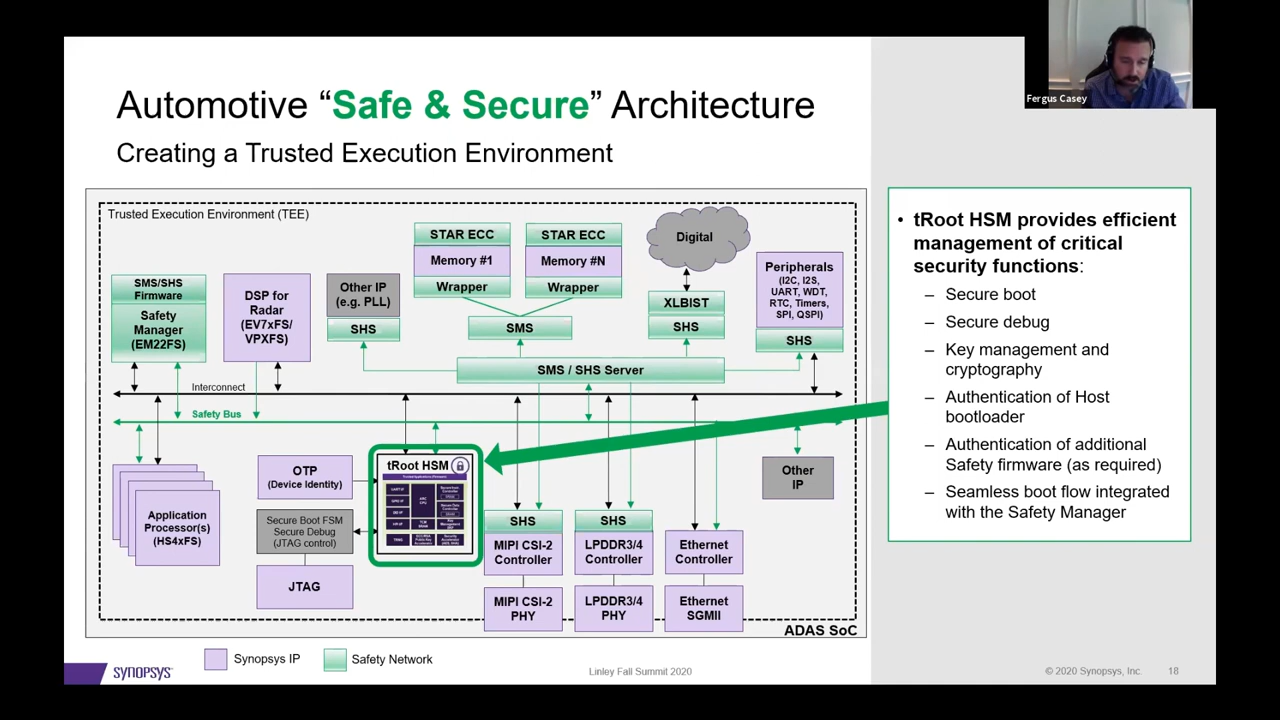 Fergus Casey
Automotive “Safe & Secure” Architecture
Creating a Trusted Execution Environment
Trusted Execution Environment (TEE)
SMS/SHS
Firmware
Safety
Manager
(EM22FS)
DSP for
Radar
(EV7xFS/
VPXFS)
Other IP
(e.g. PLL)
SHS
STAR ECC
Memory #1
Wrapper
STAR ECC
Memory #N
Wrapper
SMS
Digital
XLBIST
SHS
Peripherals
(I2C, I2S,
UART, WDT,
RTC, Timers,
SPI, QSPI)
SHS
SMS / SHS Server
Interconnect
Safety Bus
Application
Processor(s)
(HS4xFS)
OTP
(Device Identity)
Secure Boot FSM
Secure Debug
(JTAG control)
JTAG
tRoot HSM
SHS
MIPI CSI-2
Controller
MIPI CSI-2
PHY
SHS
LPDDR3/4
Controller
LPDDR3/4
PHY
Ethernet
Controller
Ethernet
SGMII
Other
IP
ADAS SoC
• tRoot HSM provides efficient
management of critical
security functions:
– Secure boot
– Secure debug
– Key management and
cryptography
– Authentication of Host
bootloader
– Authentication of additional
Safety firmware (as required)
– Seamless boot flow integrated
with the Safety Manager
Synopsys IP
Safety Network
SYNOPSYS
Linley Fall Summit 2020
© 2020 Synopsys, Inc.
18